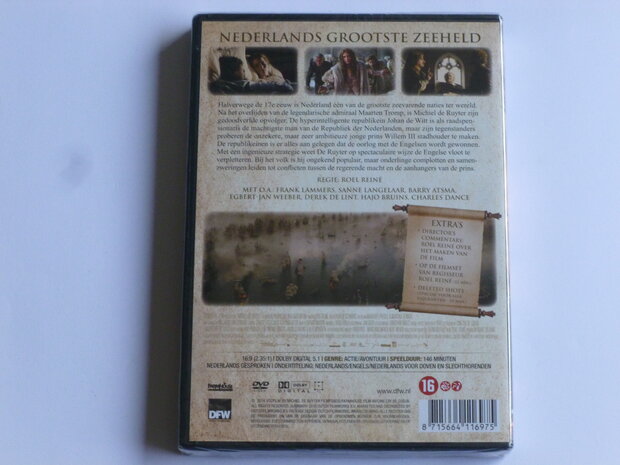 NEDERLANDS GROOTSTE ZEEHELD
Halverwege de 17e eeuw is Nederland één van de grootste zeevarende naties ter wereld.
Na het overlijden van de legendarische admiraal Maarten Tromp, is Michiel de Ruyter zijn
gedoodverfde opvolger. De hyperintelligente republikein Johan de Witt is als raadspen-
sionaris de machtigste man van de Republiek der Nederlanden, maar zijn tegenstanders
proberen de onzekere, maar zeer ambitieuze jonge prins Willem III stadhouder te maken.
De republikeinen is er alles aan gelegen dat de oorlog met de Engelsen wordt gewonnen.
Met een ingenieuze strategie weet De Ruyter op spectaculaire wijze de Engelse vloot te
verpletteren. Bij het volk is hij ongekend populair, maar onderlinge complotten en samen-
zweringen leiden tot conflicten tussen de regerende macht en de aanhangers van de prins.
REGIE: ROEL REINÉ
MET O.A.: FRANK LAMMERS, SANNE LANGELAAR, BARRY ATSMA,
EGBERT JAN WEEBER, DEREK DE LINT, HAJO BRUINS, CHARLES DANCE
EXTRA'S
• DIRECTOR'S
COMMENTARY
ROEL REINÉ OVER
HET MAKEN VAN
DE FILM
• OP DE FILMSET
VAN REGISSEUR
ROEL REINÉ
• DELETED SHOTS
16:9 (2.35:1) | DOLBY DIGITAL 5.1 | GENRE: ACTIE/AVONTUUR | SPEELDUUR: 146 MINUTEN
NEDERLANDS GESPROKEN | ONDERTITELING: NEDERLANDS/ENGELS/NEDERLANDS VOOR DOVEN EN SLECHTHORENDEN
DVD
DOLBY
DIGITAL
www.dfw.nl
16
DFW
8 715664 116975